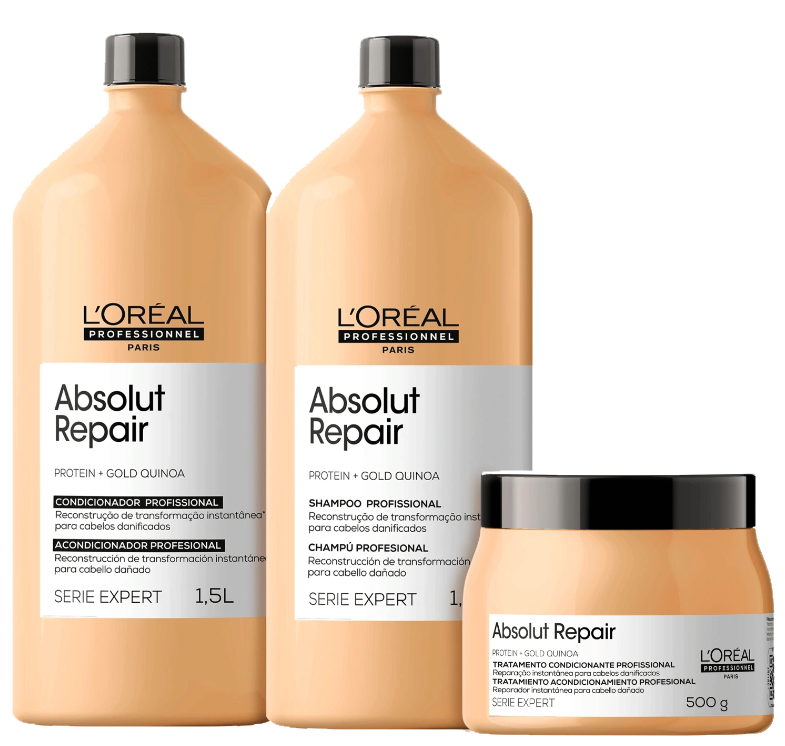 L'ORÉAL
PROFESSIONNEL
PARIS
Absolut
Repair
PROTEIN + GOLD QUINOA
CONDICIONADOR PROFISSIONAL
Reconstrução de transformação instantânea*
para cabelos danificados
ACONDICIONADOR PROFESIONAL
Reconstrucción de transformación instantáne
para cabello dañado
SERIE EXPERT 1,5L
L'ORÉAL
PROFESSIONNEL
PARIS
Absolut
Repair
PROTEIN + GOLD QUINOA
SHAMPOO PROFISSIONAL
Reconstrução de transformação inst
para cabelos danificados
CHAMPÚ PROFESIONAL
Reconstrucción de transformación
para cabello dañado
SERIE EXPERT 1,
Absolut Repair
PROTEIN + GOLD QUINOA
TRATAMENTO CONDICIONANTE PROFISSIONAL
Reparação instantânea para cabelos danificados
TRATAMIENTO ACONDICIONAMIENTO PROFESIONAL
Reparador instantánea para cabello dañado
SERIE EXPERT 500 g
L'ORÉAL
PROFESSIONNEL
PARIS